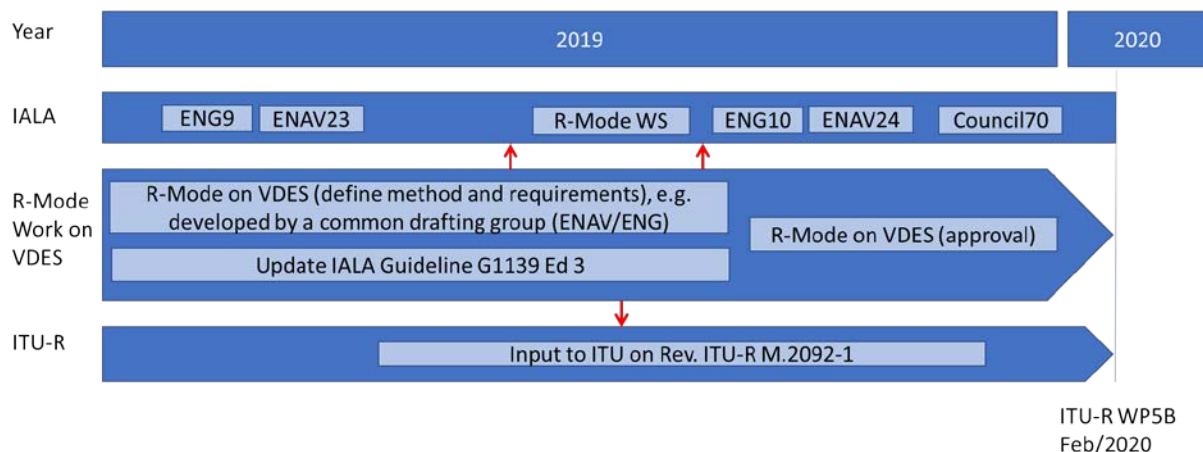 Year
2019
2020
IALA
ENG9
ENAV23
R-Mode WS
ENG10
ENAV24
Council70
R-Mode
Work on
VDES
R-Mode on VDES (define method and requirements), e.g.
developed by a common drafting group (ENAV/ENG)
R-Mode on VDES (approval)
Update IALA Guideline G1139 Ed 3
ITU-R
Input to ITU on Rev. ITU-R M.2092-1
ITU-R WP5B
Feb/2020